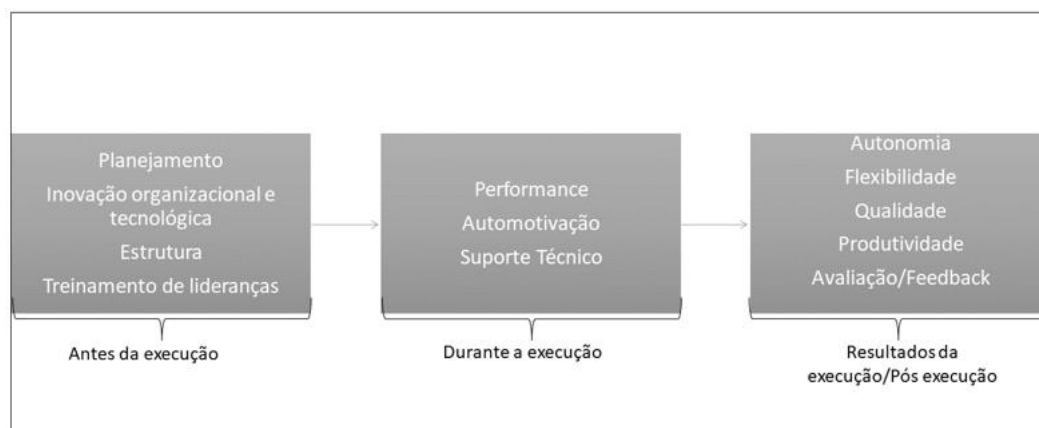 Planejamento
Inovação organizacional e
tecnológica
Estrutura
Treinamento de lideranças
Antes da execução
Performance
Automotivação
Suporte Técnico
Durante a execução
Autonomia
Flexibilidade
Qualidade
Produtividade
Avaliação/Feedback
Resultados da
execução/Pós execução